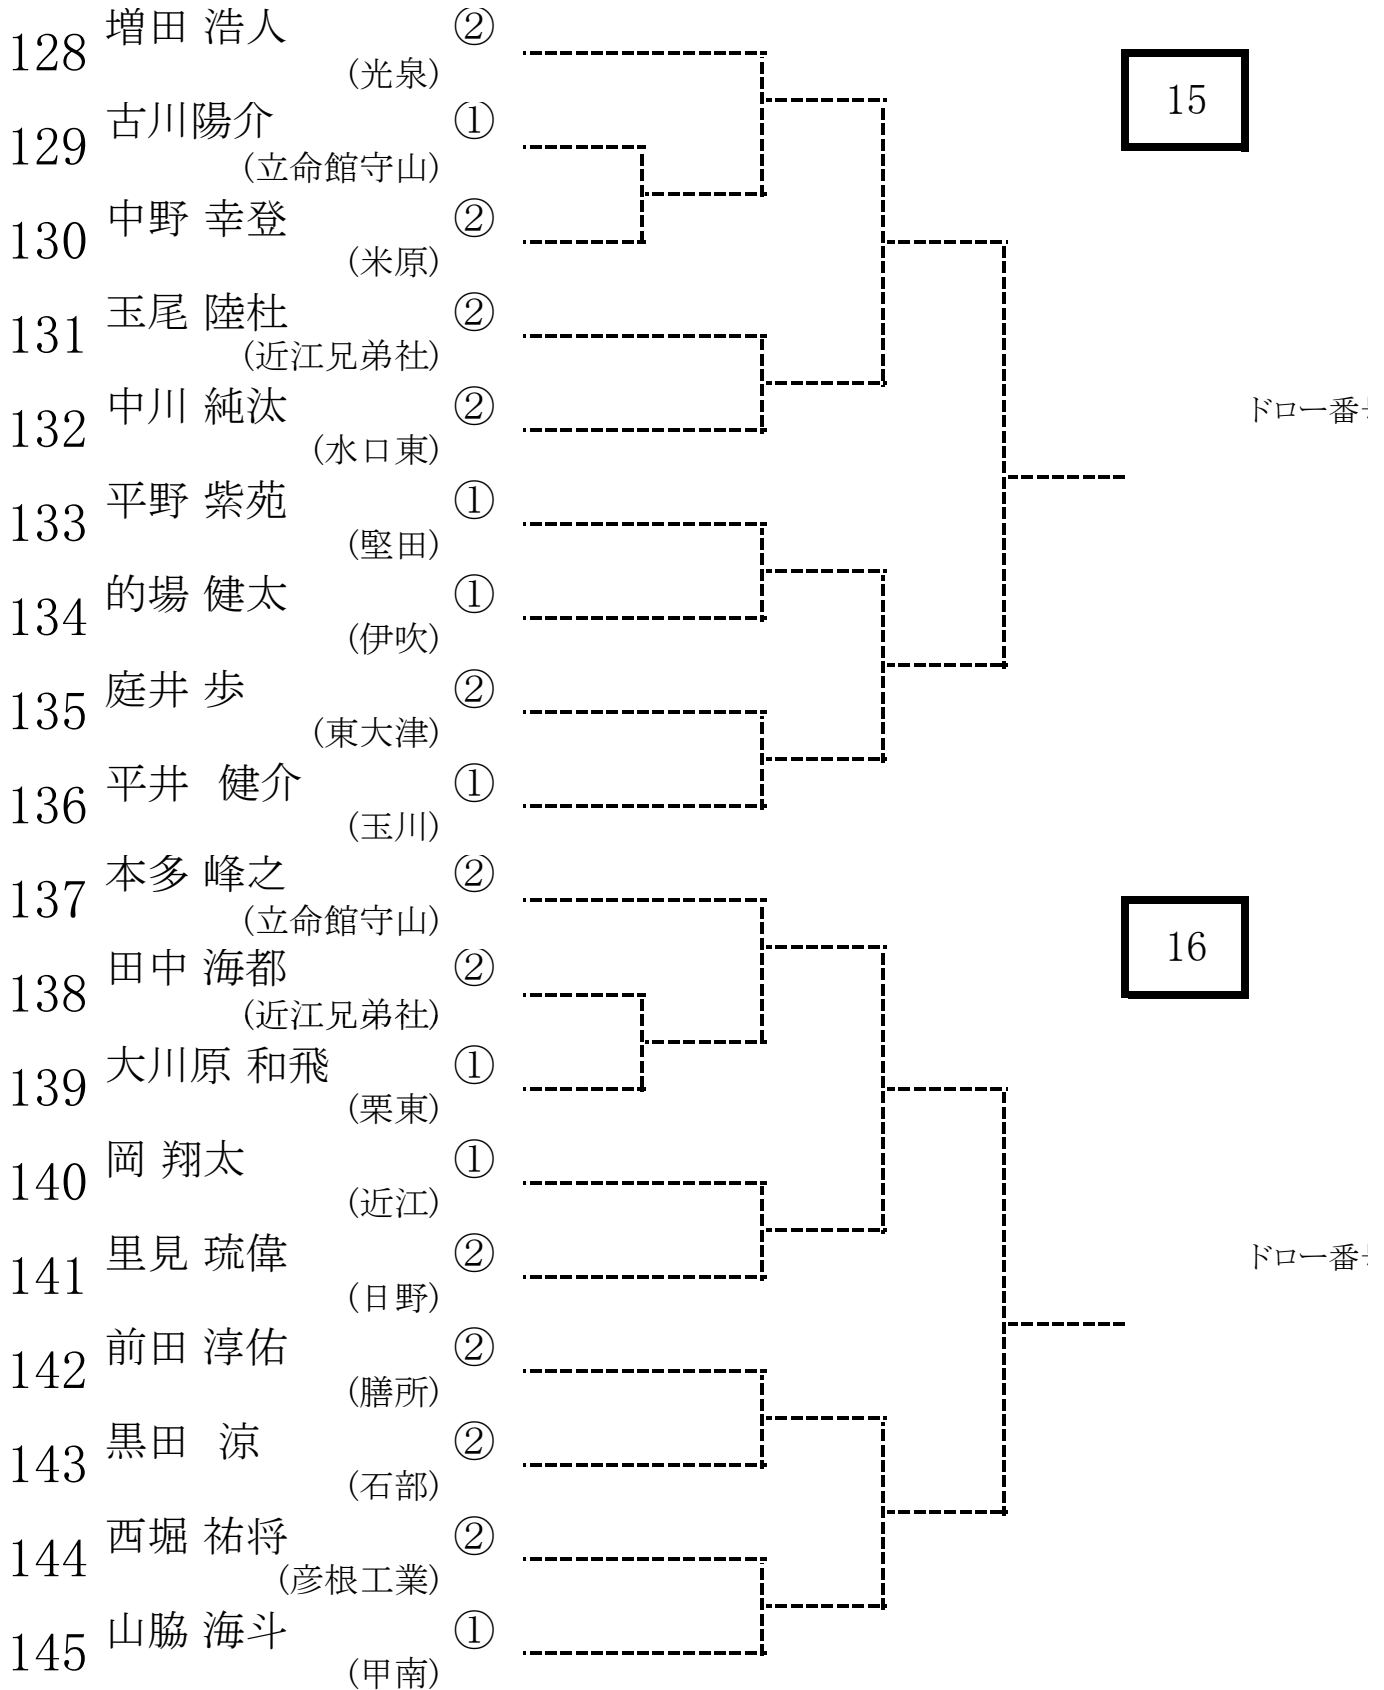 128 増田 浩人 ②
(光泉)
15
129 古川陽介 ①
(立命館守山)
130 中野 幸登 ②
(米原)
131 玉尾 陸杜 ②
(近江兄弟社)
132 中川 純汰 ②
ドロー番
(水口東)
133 平野 紫苑 ①
(堅田)
134 的場 健太 ①
(伊吹)
135 庭井 歩 ②
(東大津)
136 平井 健介 ①
(玉川)
137 本多 峰之 ②
(立命館守山)
16
138 田中 海都 ②
(近江兄弟社)
139 大川原 和飛 ①
(栗東)
140 岡 翔太 ①
(近江)
141 里見 琉偉 ②
ドロー番
(日野)
142 前田 淳佑 ②
(膳所)
143 黒田 涼 ②
(石部)
144 西堀 祐将 ②
(彦根工業)
145 山脇 海斗 ①
(甲南)